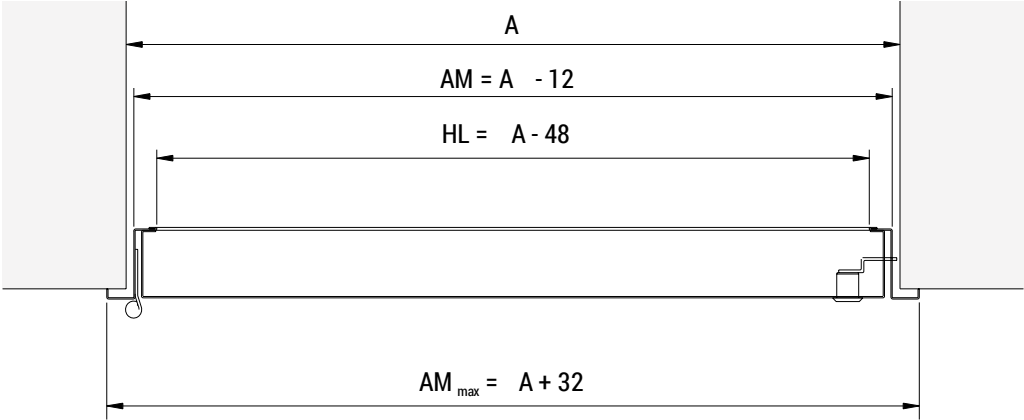 A
AM = A - 12
HL = A - 48
AM max = A + 32